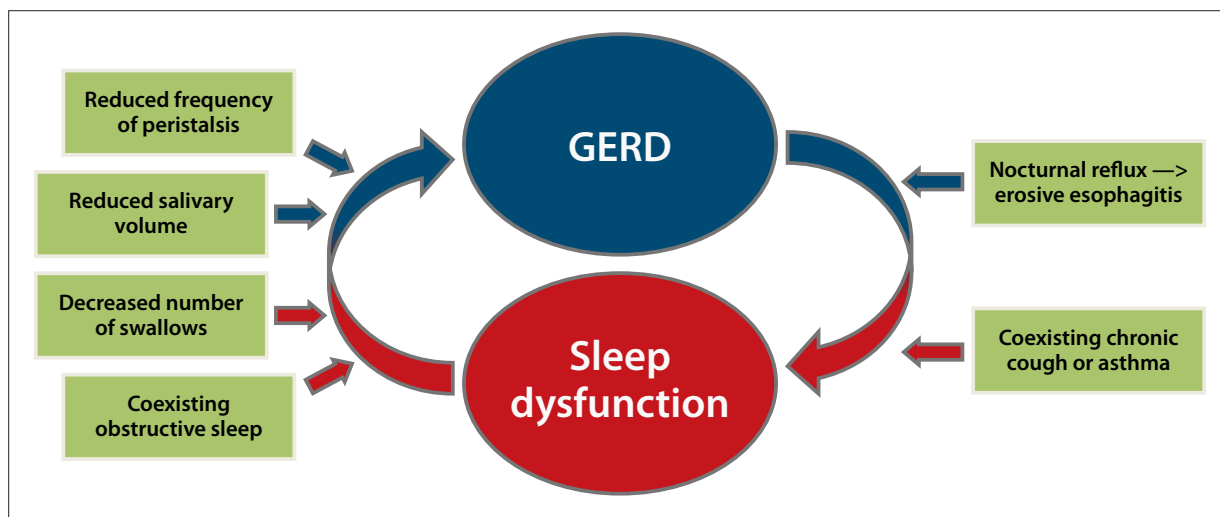 Reduced frequency
of peristalsis
Reduced salivary
volume
Decreased number
of swallows
Coexisting
obstructive sleep
GERD
Sleep
dysfunction
Nocturnal reflux —>
erosive esophagitis
Coexisting chronic
cough or asthma